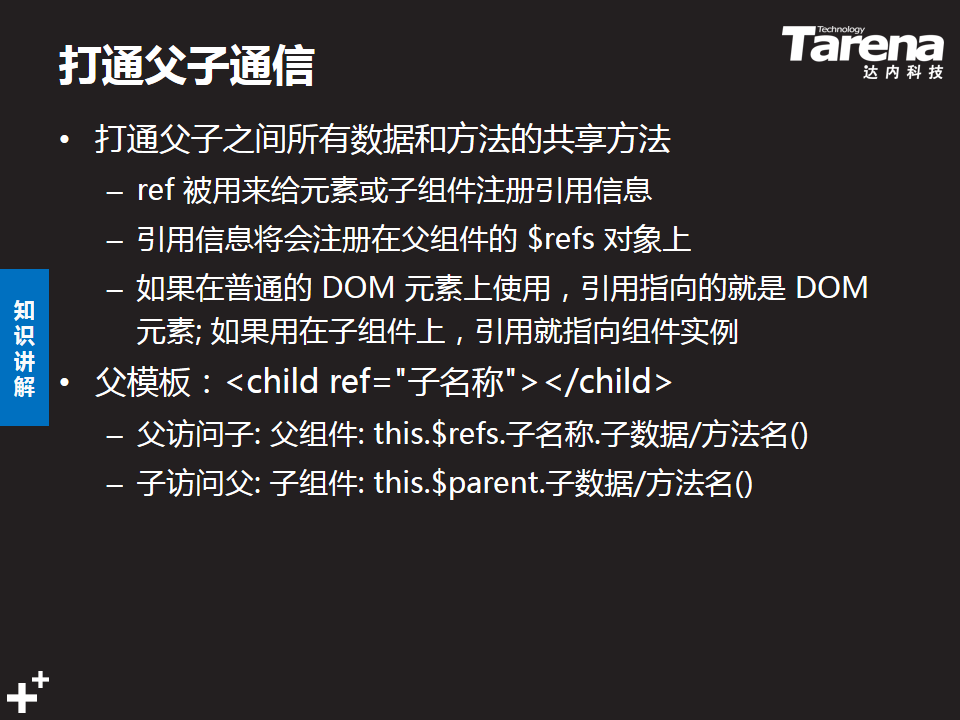 打通父子通信
Technology
Tarena
达内科技
• 打通父子之间所有数据和方法的共享方法
– ref 被用来给元素或子组件注册引用信息
– 引用信息将会注册在父组件的 $refs 对象上
– 如果在普通的 DOM 元素上使用，引用指向的就是 DOM
元素; 如果用在子组件上，引用就指向组件实例
知识讲解
• 父模板：<child ref="子名称"></child>
– 父访问子: 父组件: this.$refs.子名称.子数据/方法名()
– 子访问父: 子组件: this.$parent.子数据/方法名()